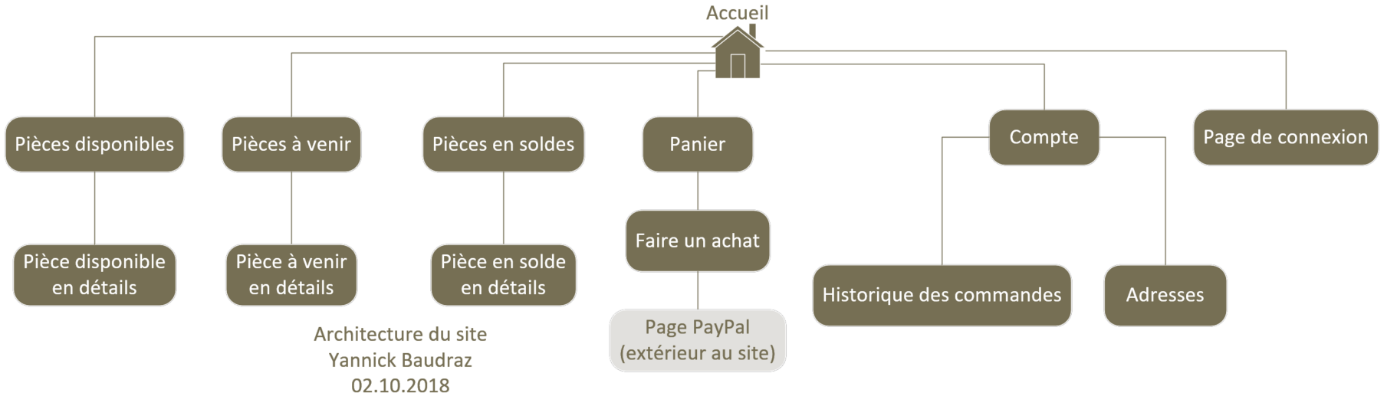 Accueil
Pièces disponibles
Pièces à venir
Pièces en soldes
Panier
Compte
Page de connexion
Pièce disponible
en détails
Pièce à venir
en détails
Pièce en solde
en détails
Faire un achat
Historique des commandes
Adresses
Page PayPal
(extérieur au site)
Architecture du site
Yannick Baudraz
02.10.2018